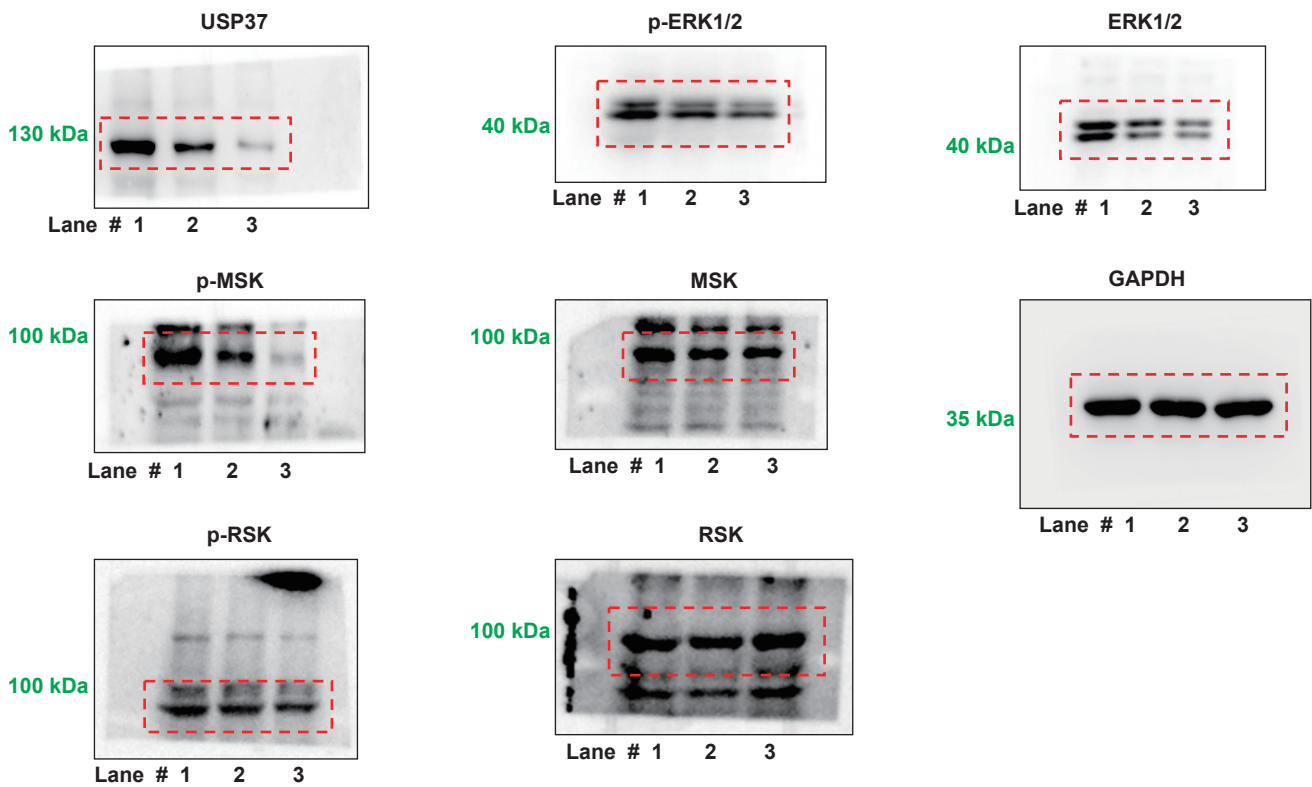 USP37
130 kDa
Lane # 1 2 3
p-ERK1/2
40 kDa
Lane # 1 2 3
ERK1/2
40 kDa
Lane # 1 2 3
p-MSK
100 kDa
Lane # 1 2 3
MSK
100 kDa
Lane # 1 2 3
GAPDH
35 kDa
Lane # 1 2 3
p-RSK
100 kDa
Lane # 1 2 3
RSK
100 kDa
Lane # 1 2 3